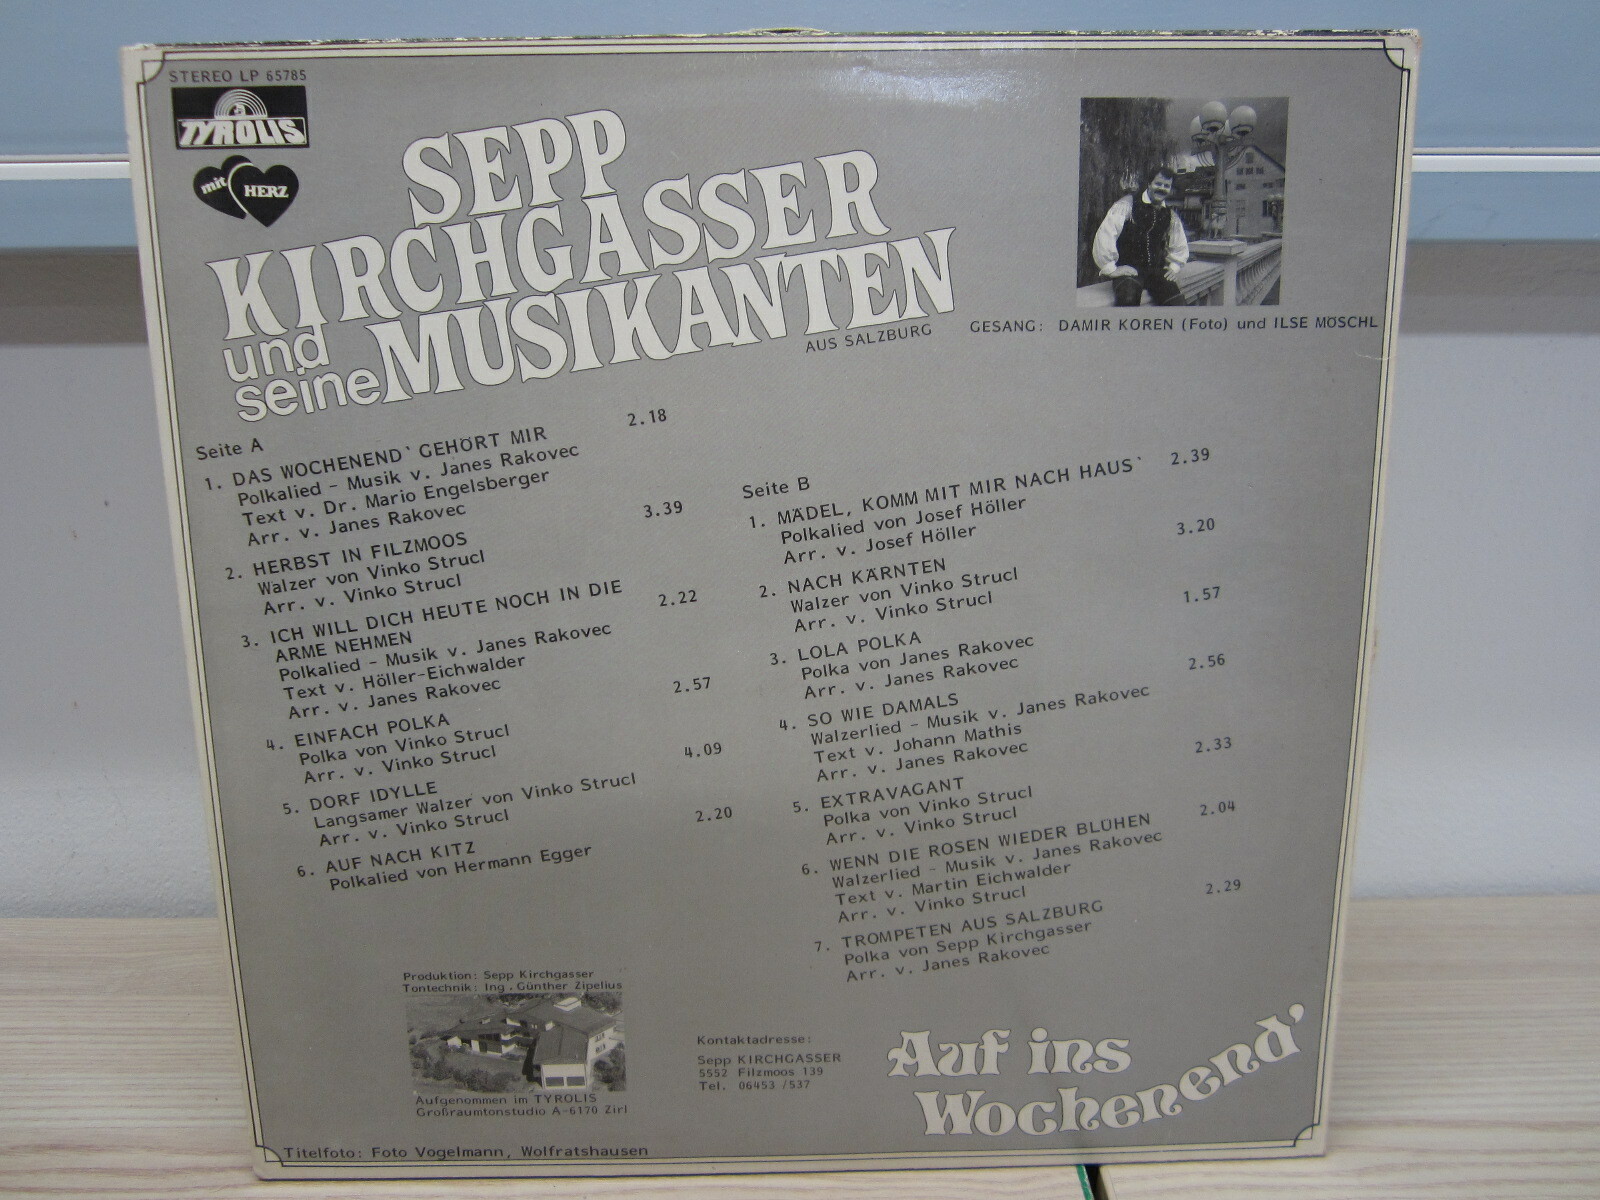 STEREO LP 65785
TYROLIS
mit HERZ
SEPP
KIRCHGASSER
und seine MUSIKANTEN
AUS SALZBURG
GESANG: DAMIR KOREN (Foto) und ILSE MÖSCHL
Seite A
1. DAS WOCHENEND` GEHÖRT MIR 2.18
Polkalied - Musik v. Janes Rakovec
Text v. Dr. Mario Engelsberger
Arr. v. Janes Rakovec
2. HERBST IN FILZMOOS 3.39
Walzer von Vinko Strucl
Arr. v. Vinko Strucl
3. ICH WILL DICH HEUTE NOCH IN DIE 2.22
ARME NEHMEN
Polkalied - Musik v. Janes Rakovec
Text v. Höller-Eichwalder
Arr. v. Janes Rakovec
4. EINFACH POLKA 2.57
Polka von Vinko Strucl
Arr. v. Vinko Strucl
5. DORF IDYLLE 4.09
Langsamer Walzer von Vinko Strucl
Arr. v. Vinko Strucl
6. AUF NACH KITZ 2.20
Polkalied von Hermann Egger
Seite B
1. MÄDEL, KOMM MIT MIR NACH HAUS` 2.39
Polkalied von Josef Höller
Arr. v. Josef Höller
2. NACH KÄRNTEN 3.20
Walzer von Vinko Strucl
Arr. v. Vinko Strucl
3. LOLA POLKA 1.57
Polka von Janes Rakovec
Arr. v. Janes Rakovec
4. SO WIE DAMALS 2.56
Walzerlied - Musik v. Janes Rakovec
Text v. Johann Mathis
Arr. v. Janes Rakovec
5. EXTRAVAGANT 2.33
Polka von Vinko Strucl
Arr. v. Vinko Strucl
6. WENN DIE ROSEN WIEDER BLÜHEN 2.04
Walzerlied - Musik v. Janes Rakovec
Text v. Martin Eichwalder
Arr. v. Vinko Strucl
7. TROMPETEN AUS SALZBURG 2.29
Polka von Sepp Kirchgasser
Arr. v. Janes Rakovec
Produktion: Sepp Kirchgasser
Tontechnik: Ing. Günther Zipelius
Aufgenommen im TYROLIS
Großraumtonstudio A-6170 Zirl
Kontaktadresse:
Sepp KIRCHGASSER
5552 Filzmoos 139
Tel. 06453 /537
Auf ins
Wochenend'
Titelfoto: Foto Vogelmann, Wolfratshausen